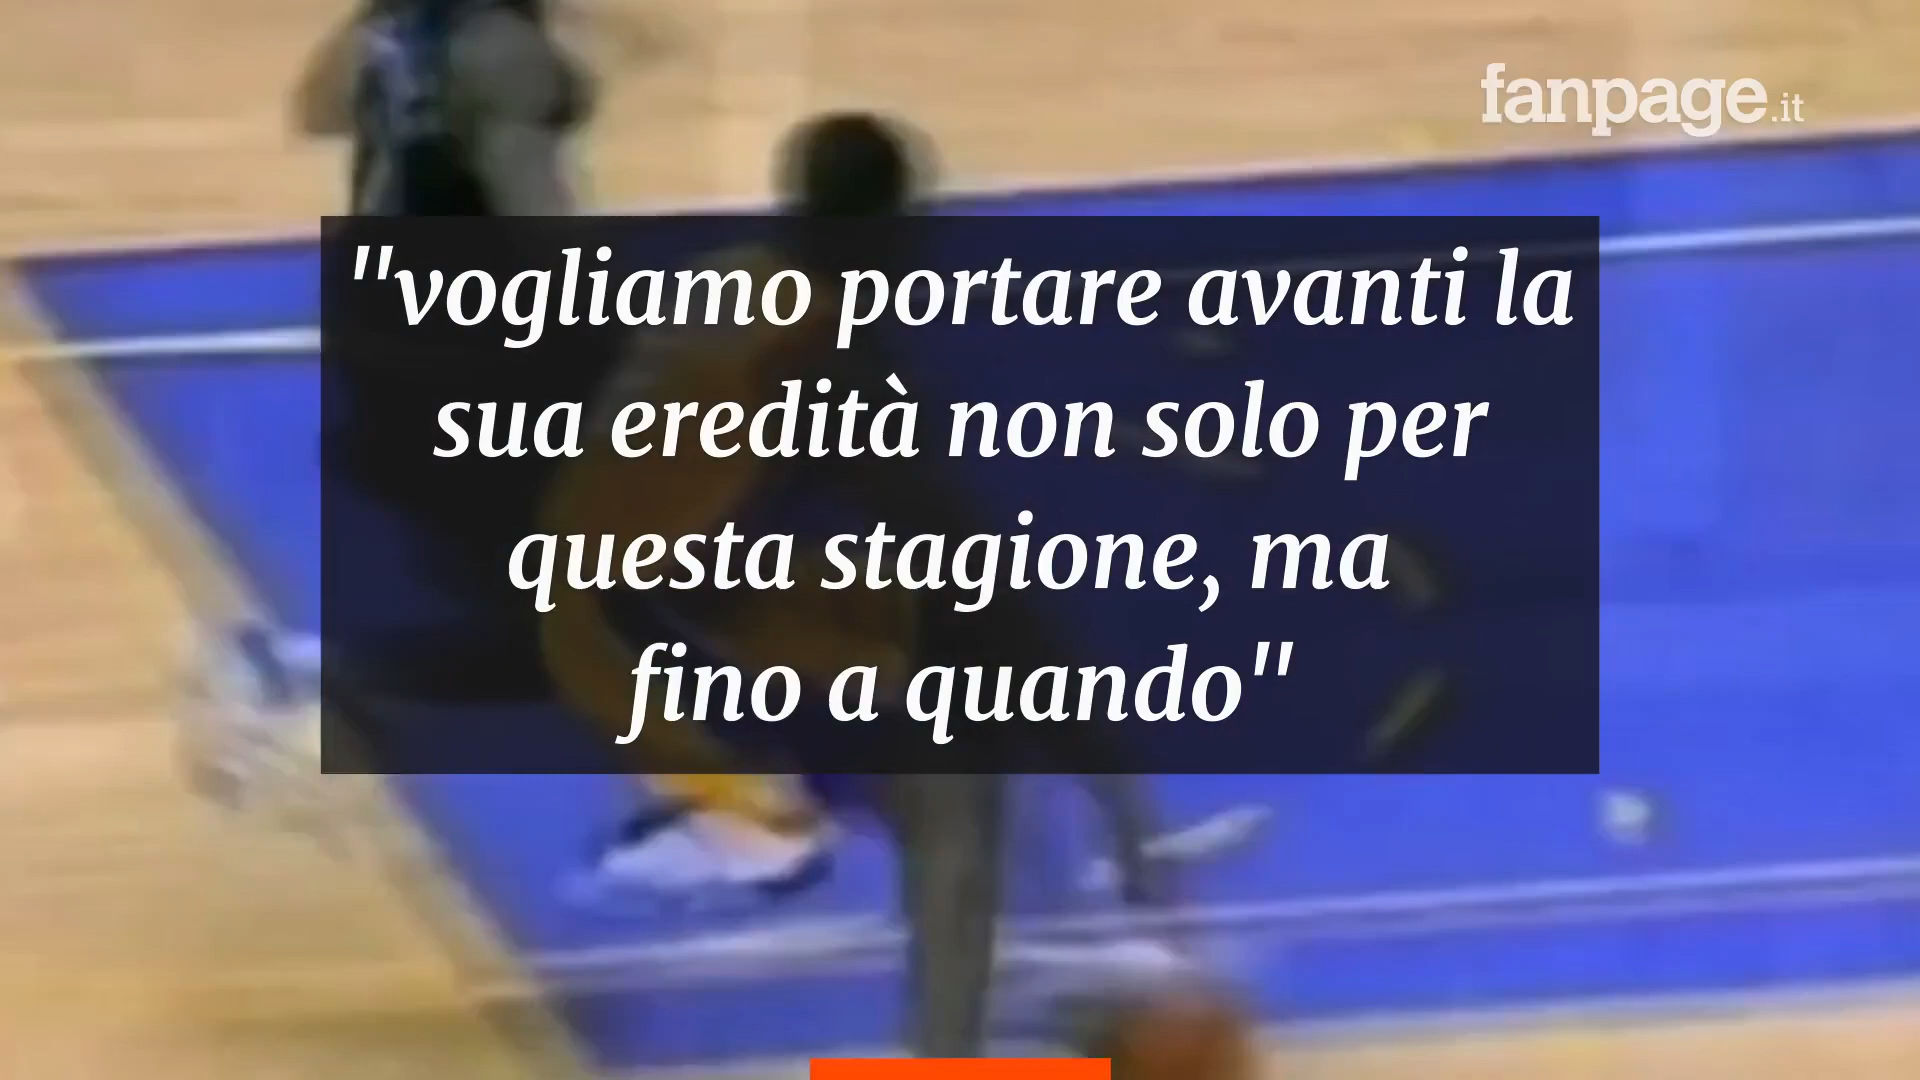 fanpage.it
"vogliamo portare avanti la
sua eredità non solo per
questa stagione, ma
fino a quando"